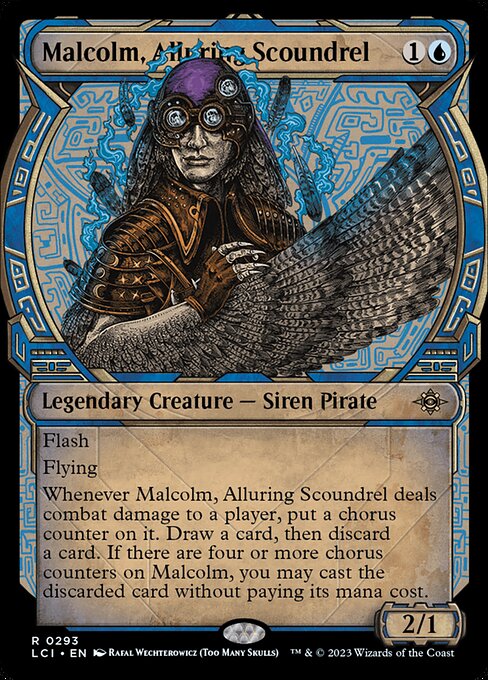 Malcolm, Alluring Scoundrel 1
Legendary Creature — Siren Pirate
Flash
Flying
Whenever Malcolm, Alluring Scoundrel deals
combat damage to a player, put a chorus
counter on it. Draw a card, then discard
a card. If there are four or more chorus
counters on Malcolm, you may cast the
discarded card without paying its mana cost.
2/1
R 0293
LCI • EN Rafal Wechterowicz (Too Many Skulls) ™ & © 2023 Wizards of the Coast